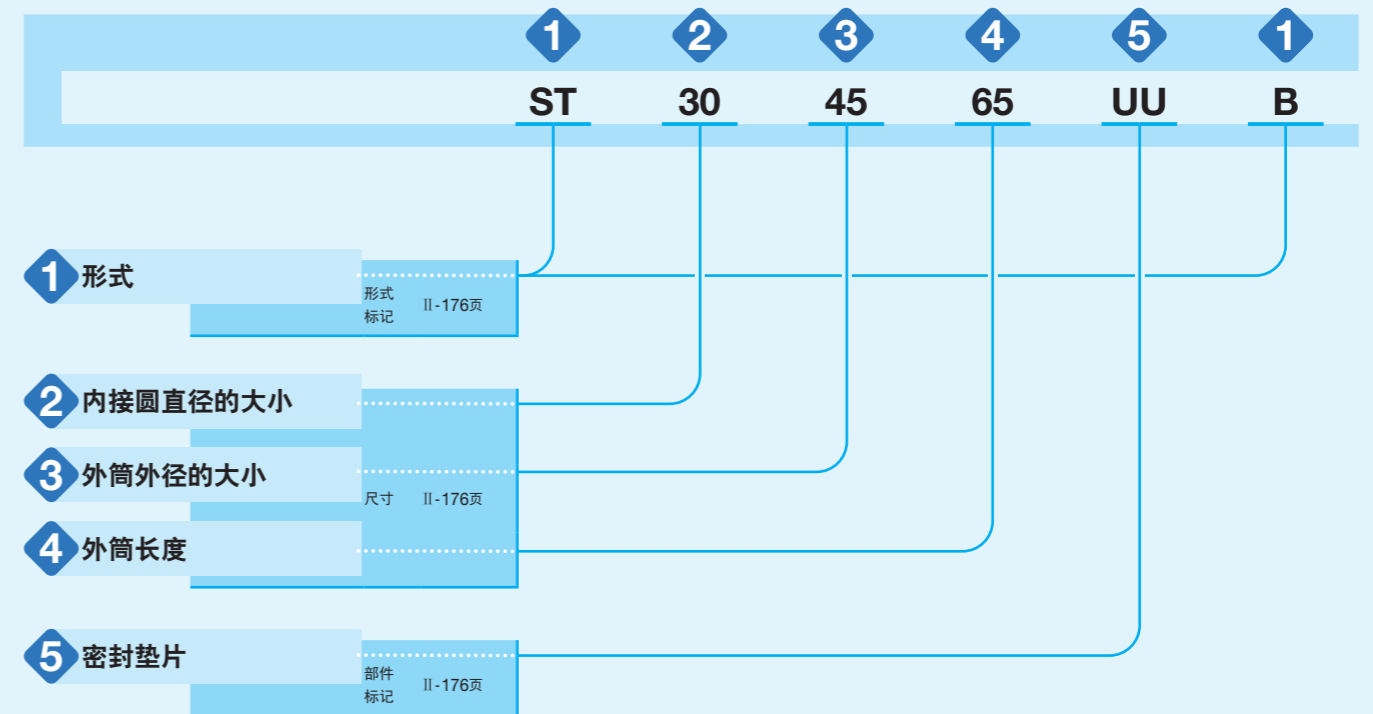 1 2 3 4 5 1
ST 30 45 65 UU B
1 形式
形式
标记 Ⅱ-176页
2 内接圆直径的大小
3 外筒外径的大小
尺寸 Ⅱ-176页
4 外筒长度
5 密封垫片
部件
标记 Ⅱ-176页